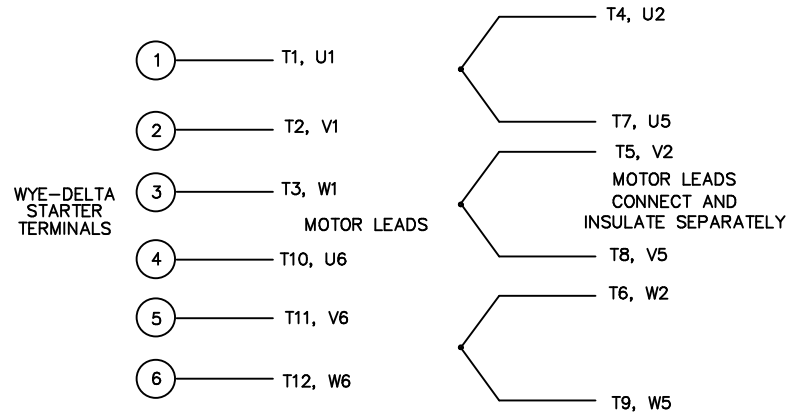 WYE-DELTA
STARTER
TERMINALS
1
T1, U1
2
T2, V1
3
T3, W1
MOTOR LEADS
4
T10, U6
5
T11, V6
6
T12, W6
T4, U2
T7, U5
T5, V2
MOTOR LEADS
CONNECT AND
INSULATE SEPARATELY
T8, V5
T6, W2
T9, W5